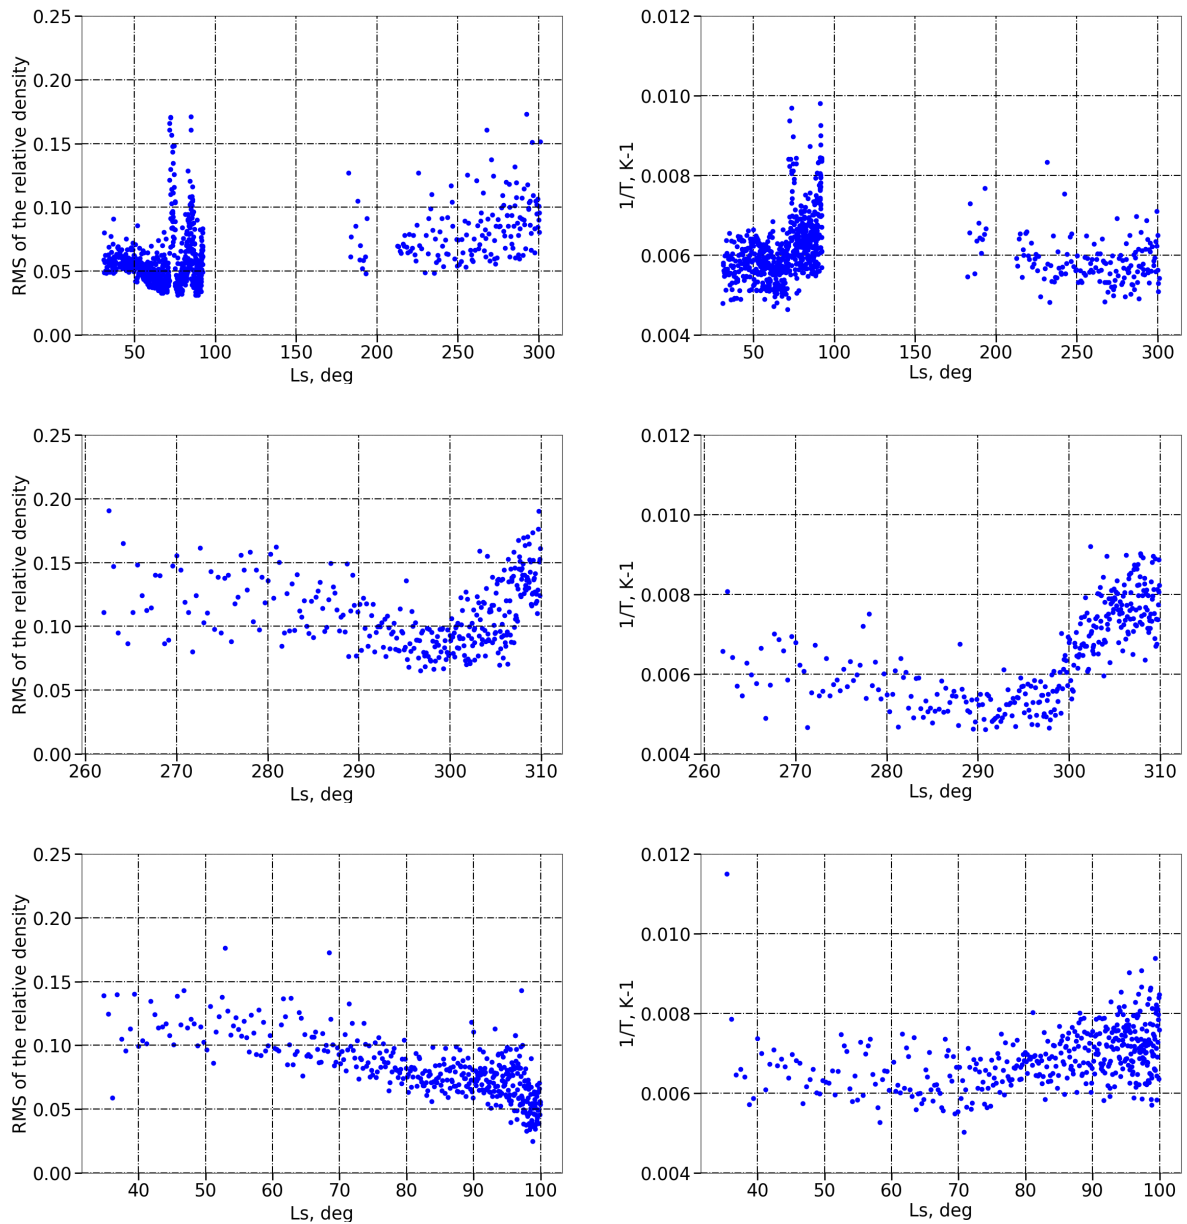 0.25
0.20
0.15
0.10
0.05
0.00
RMS of the relative density
50 100 150 200 250 300
Ls, deg
0.012
0.010
0.008
0.006
0.004
1/T, K-1
50 100 150 200 250 300
Ls, deg
0.25
0.20
0.15
0.10
0.05
0.00
RMS of the relative density
260 270 280 290 300 310
Ls, deg
0.012
0.010
0.008
0.006
0.004
1/T, K-1
260 270 280 290 300 310
Ls, deg
0.25
0.20
0.15
0.10
0.05
0.00
RMS of the relative density
40 50 60 70 80 90 100
Ls, deg
0.012
0.010
0.008
0.006
0.004
1/T, K-1
40 50 60 70 80 90 100
Ls, deg